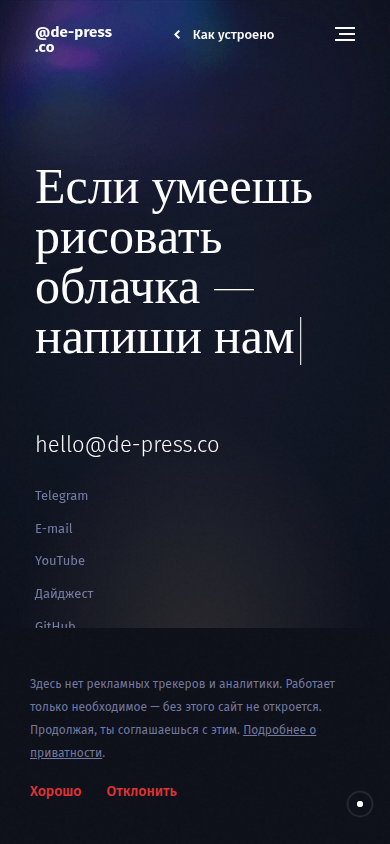 @de-press
.co
Как устроено
Если умеешь
рисовать
облачка —
напиши нам
hello@de-press.co
Telegram
E-mail
YouTube
Дайджест
GitHub
Здесь нет рекламных трекеров и аналитики. Работает
только необходимое — без этого сайт не откроется.
Продолжая, ты соглашаешься с этим. Подробнее о
приватности.
Хорошо
Отклонить